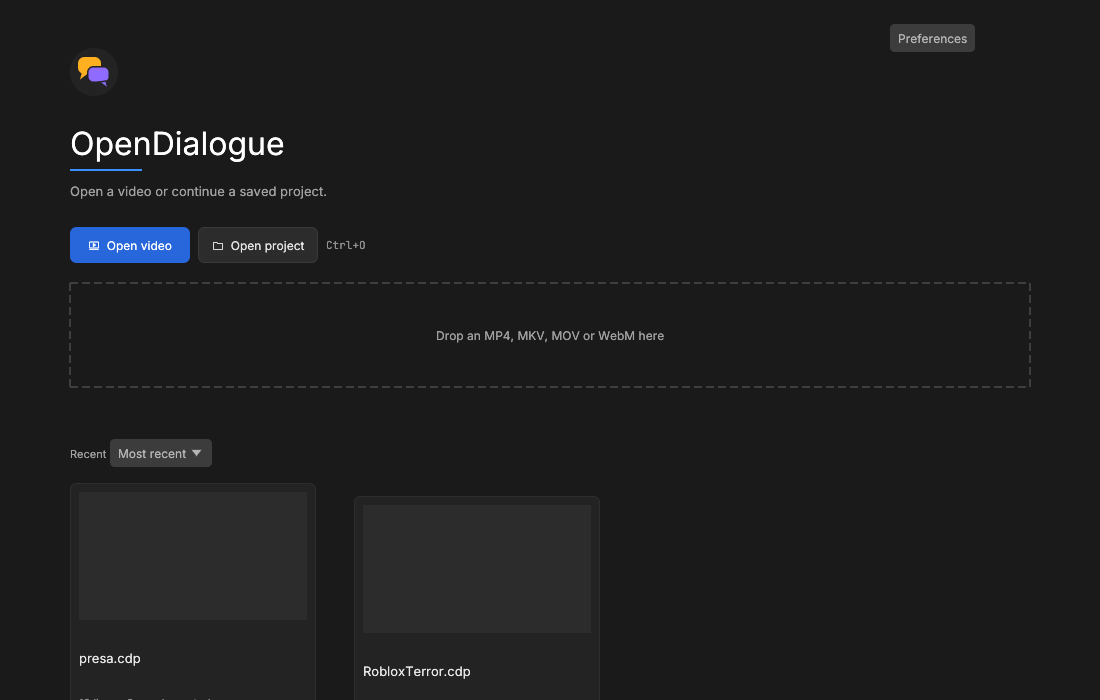 Preferences
OpenDialogue
Open a video or continue a saved project.
Open video
Open project
Ctrl+O
Drop an MP4, MKV, MOV or WebM here
Recent
Most recent
presa.cdp
RobloxTerror.cdp